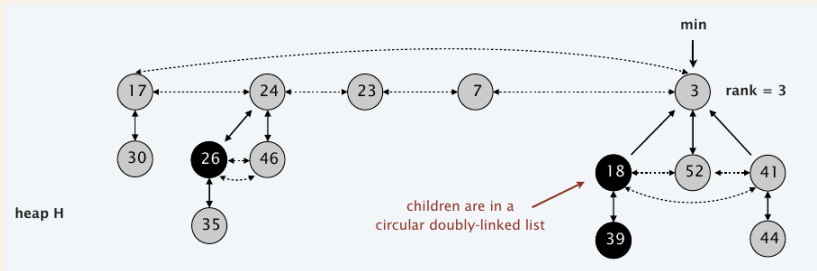 min
17
24
23
7
3
rank = 3
30
26
46
18
52
41
children are in a
circular doubly-linked list
heap H
35
39
44